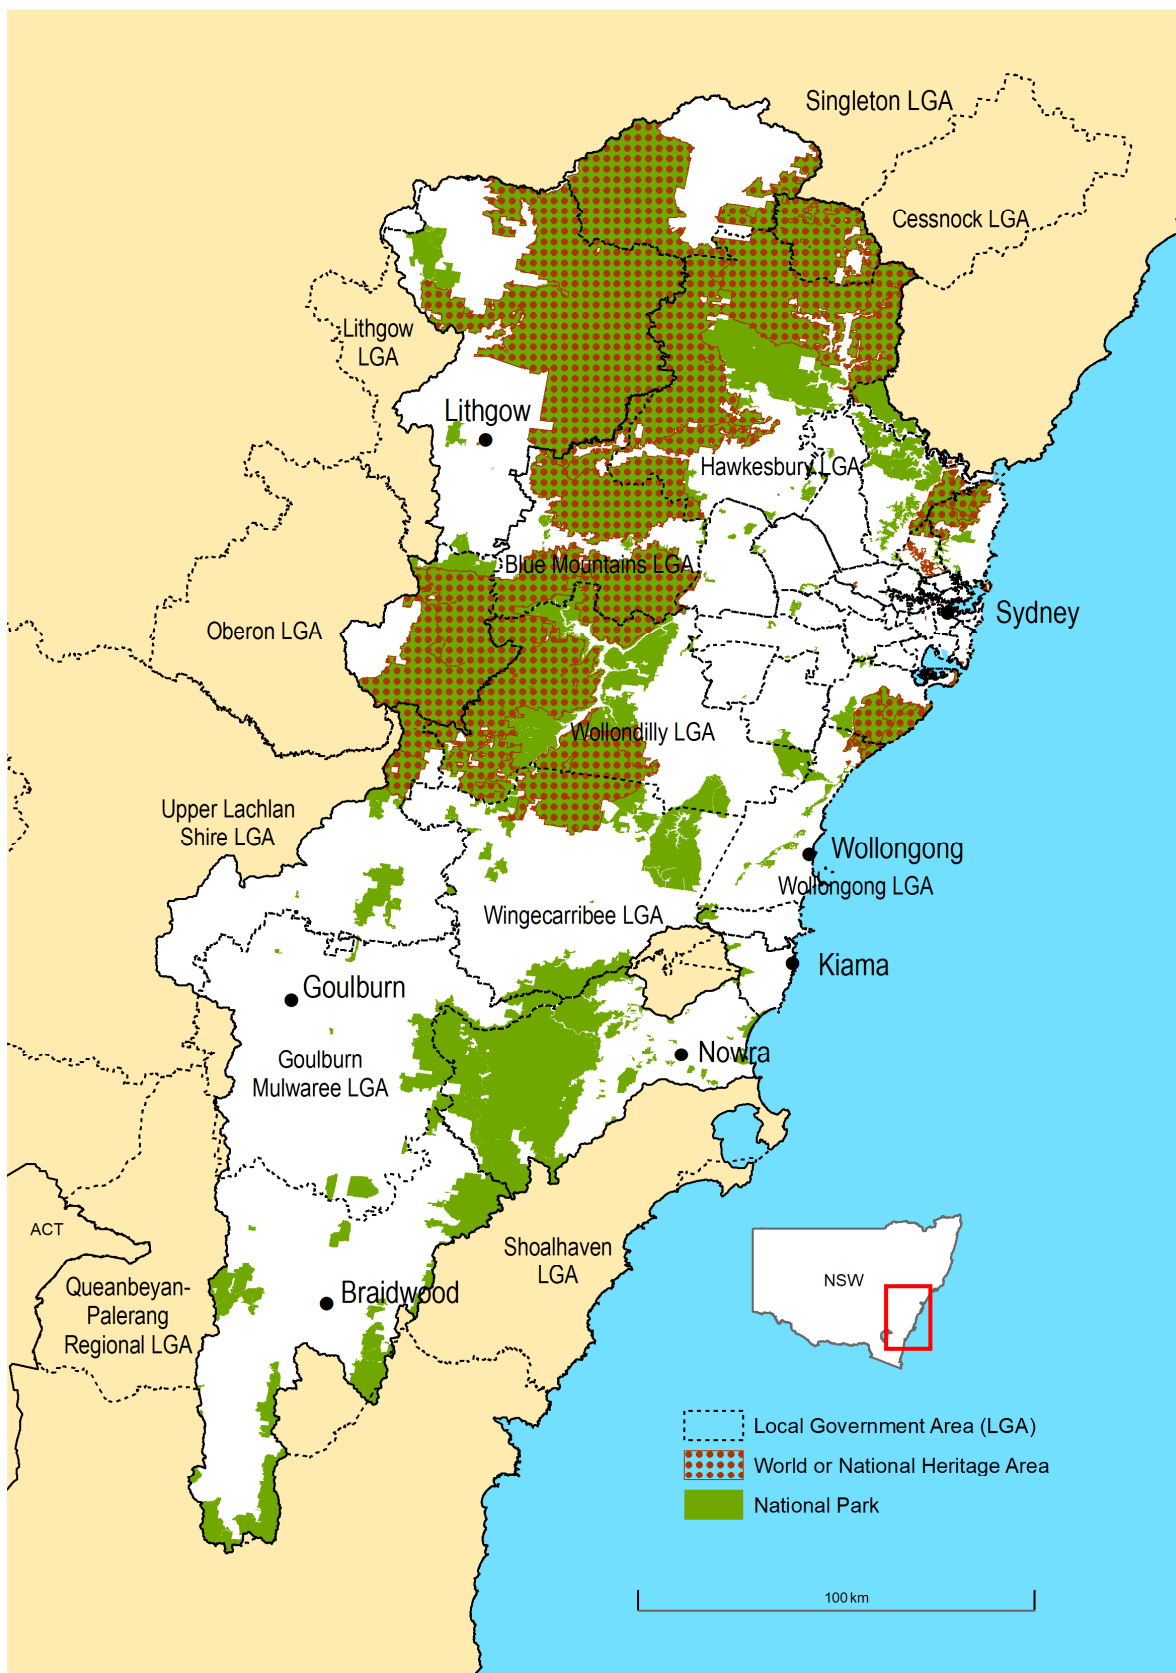 Singleton LGA
Cessnock LGA
Lithgow
LGA
Lithgow
Hawkesbury LGA
Blue Mountains LGA
Oberon LGA
Sydney
Wollondilly LGA
Upper Lachlan
Shire LGA
Wollongong
Wollongong LGA
Wingecarribee LGA
Kiama
Goulburn
Nowra
Goulburn
Mulwaree LGA
ACT
Shoalhaven
LGA
NSW
Queanbeyan-
Palerang
Regional LGA
Braidwood
Local Government Area (LGA)
World or National Heritage Area
National Park
100 km